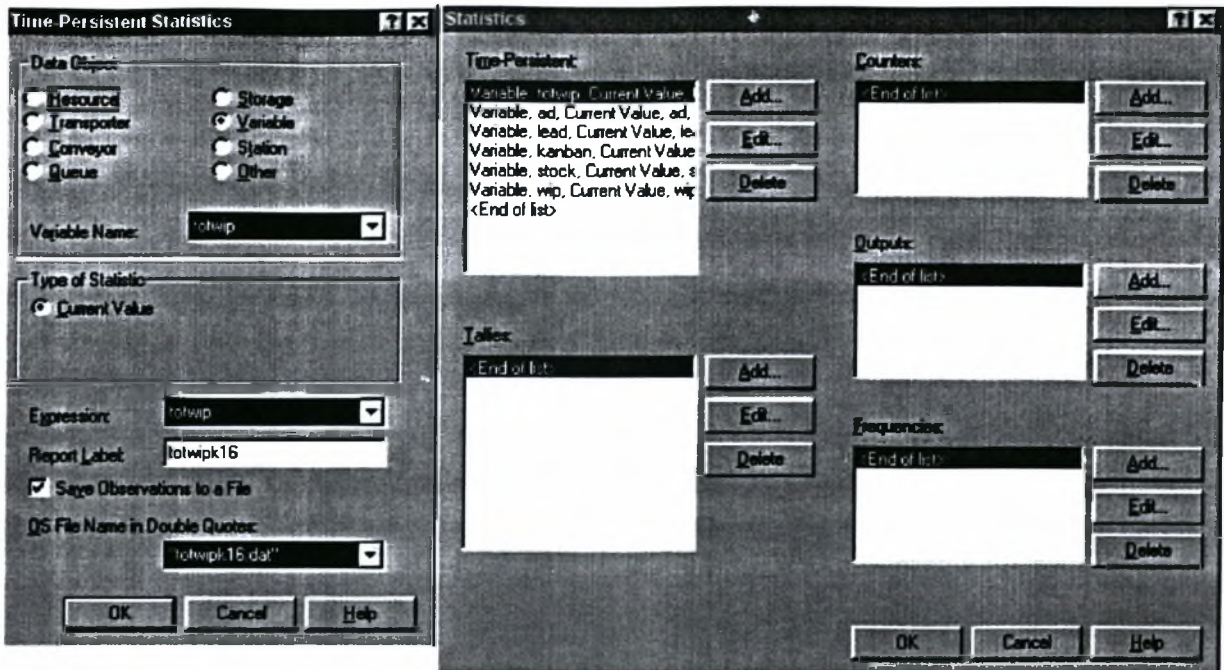 Time-Persistent Statistics
Data Object
Resource
Storage
Transporter
Variable
Conveyor
Station
Queue
Other
Variable Name:
totwip
Type of Statistic
Current Value
Expression:
totwip
Report Label:
totwipk16
Save Observations to a File
OS File Name in Double Quotes:
"totwipk16.dat"
OK
Cancel
Help
Statistics
Time-Persistent:
Variable, totwip, Current Value,
Variable, ad, Current Value, ad,
Variable, lead, Current Value, le
Variable, kanban, Current Value
Variable, stock, Current Value, s
Variable, wip, Current Value, wip
<End of list>
Add...
Edit...
Delete
Tallies:
<End of list>
Add...
Edit...
Delete
Counters:
<End of list>
Add...
Edit...
Delete
Outputs:
<End of list>
Add...
Edit...
Delete
Frequencies:
<End of list>
Add...
Edit...
Delete
OK
Cancel
Help